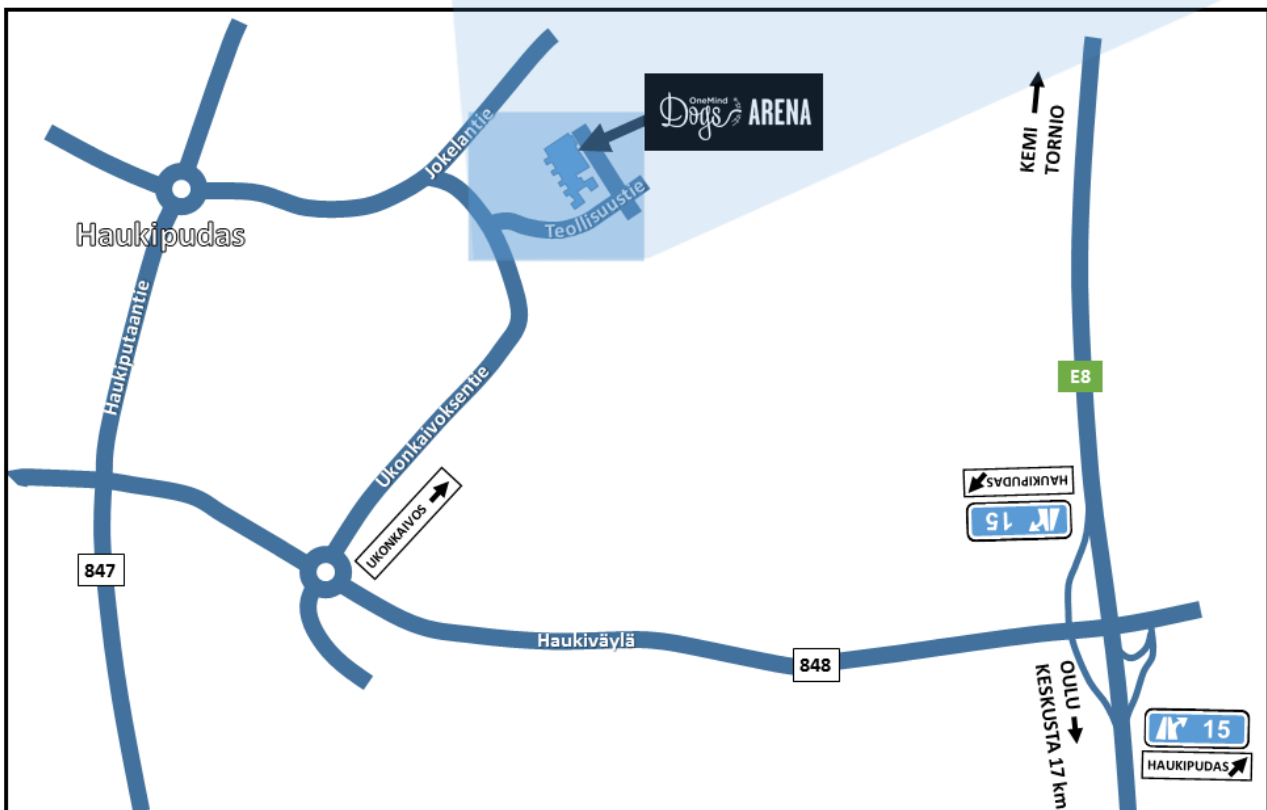 OneMind
Dogs ARENA
Jokelantie
KEMI
TORNIO
Teollisuustie
Haukipudas
Haukiputaantie
E8
Ukonkaivoksentie
UKONKAIVOS
HAUKIPUDAS
15
847
Haukiväylä
848
OULU
KESKUSTA 17 km
15
HAUKIPUDAS